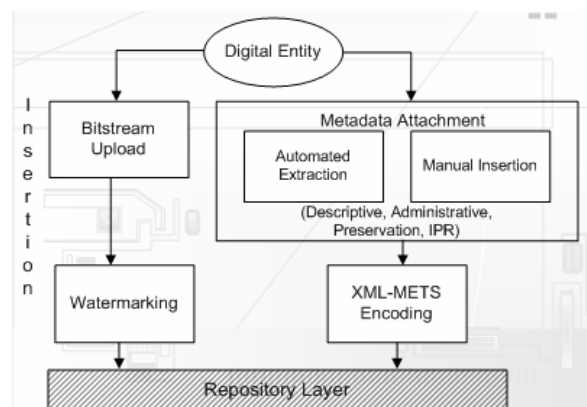 Digital Entity
Insertion
Bitstream
Upload
Metadata Attachment
Automated
Extraction
Manual Insertion
(Descriptive, Administrative,
Preservation, IPR)
Watermarking
XML-METS
Encoding
Repository Layer